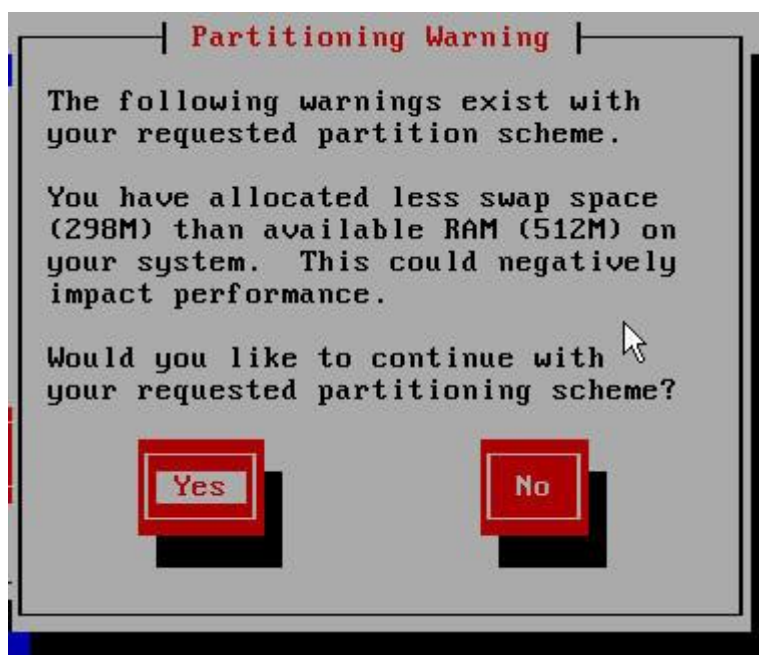 Partitioning Warning
The following warnings exist with
your requested partition scheme.
You have allocated less swap space
(298M) than available RAM (512M) on
your system.  This could negatively
impact performance.
Would you like to continue with
your requested partitioning scheme?
Yes No